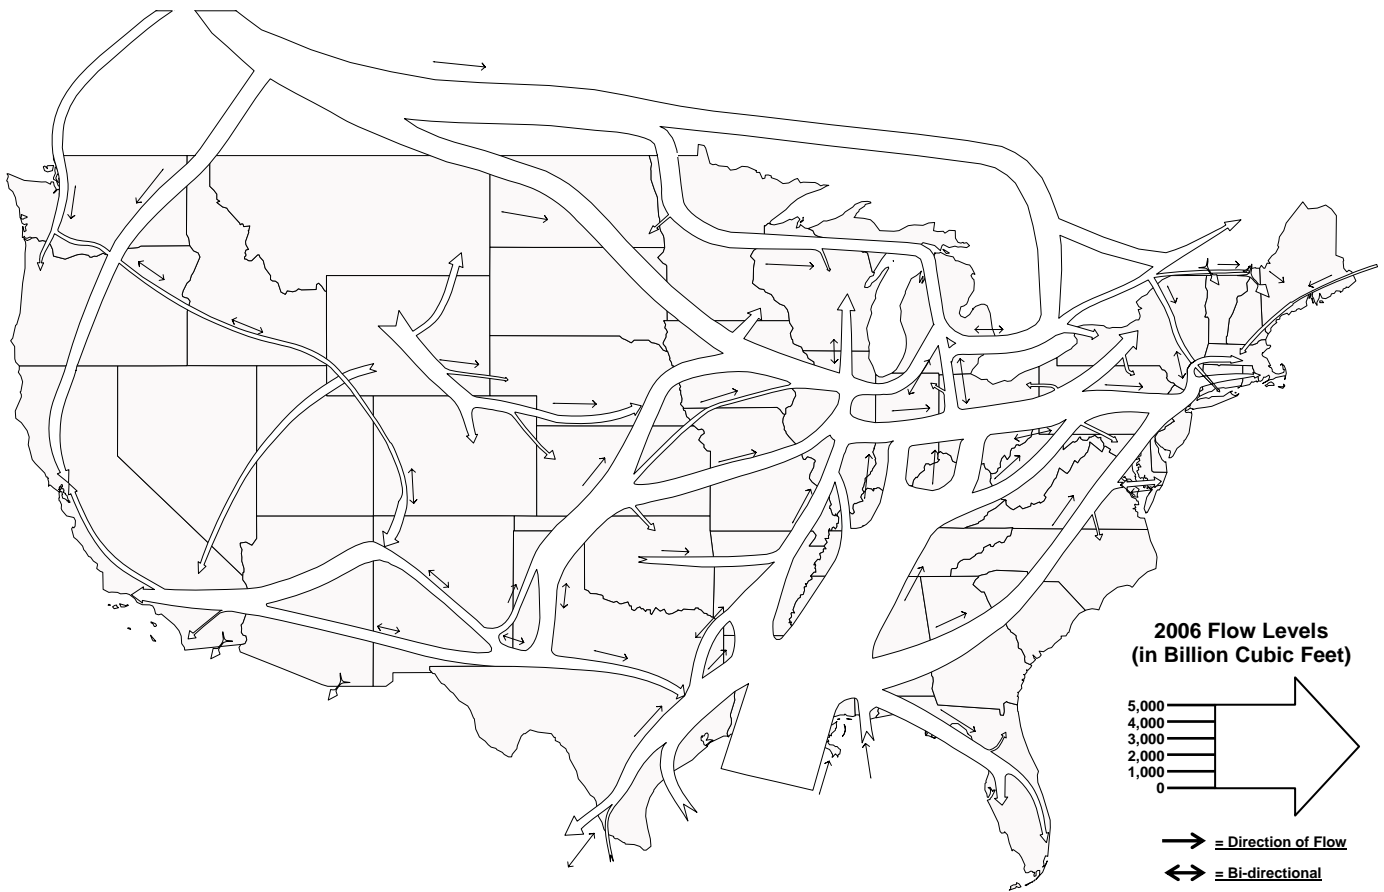 2006 Flow Levels
(in Billion Cubic Feet)
5,000
4,000
3,000
2,000
1,000
0
= Direction of Flow
= Bi-directional